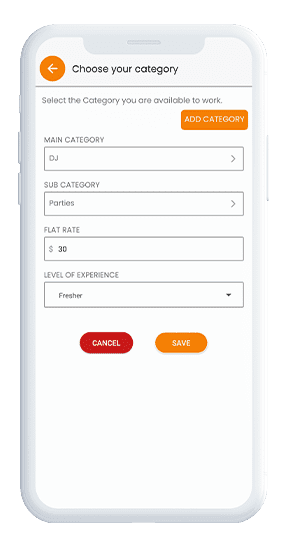 Choose your category
Select the Category you are available to work.
ADD CATEGORY
MAIN CATEGORY
DJ
SUB CATEGORY
Parties
FLAT RATE
$ 30
LEVEL OF EXPERIENCE
Fresher
CANCEL SAVE